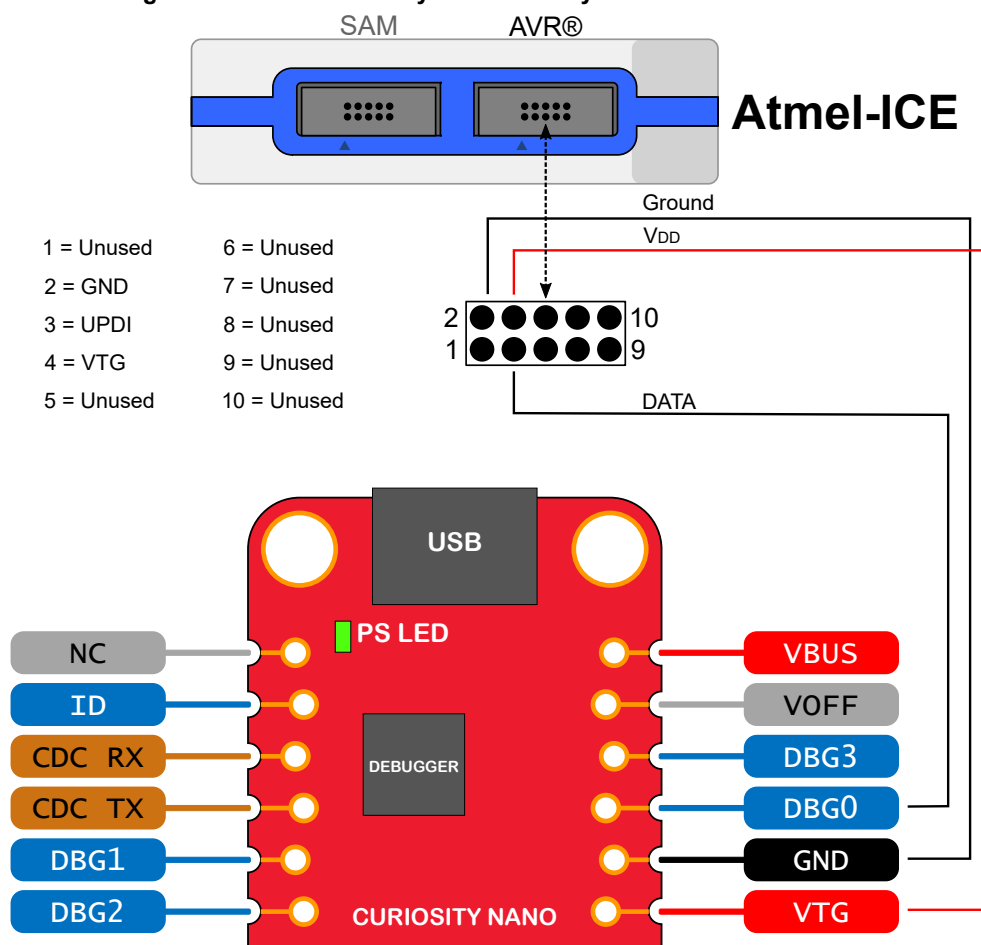 SAM AVR®
Atmel-ICE
Ground
VDD
1 = Unused 6 = Unused
2 = GND 7 = Unused
3 = UPDI 8 = Unused
4 = VTG 9 = Unused
5 = Unused 10 = Unused
2 10
1 9
DATA
USB
PS LED
NC VBUS
ID VOFF
CDC RX DEBUGGER DBG3
CDC TX DBG0
DBG1 GND
DBG2 CURIOSITY NANO VTG